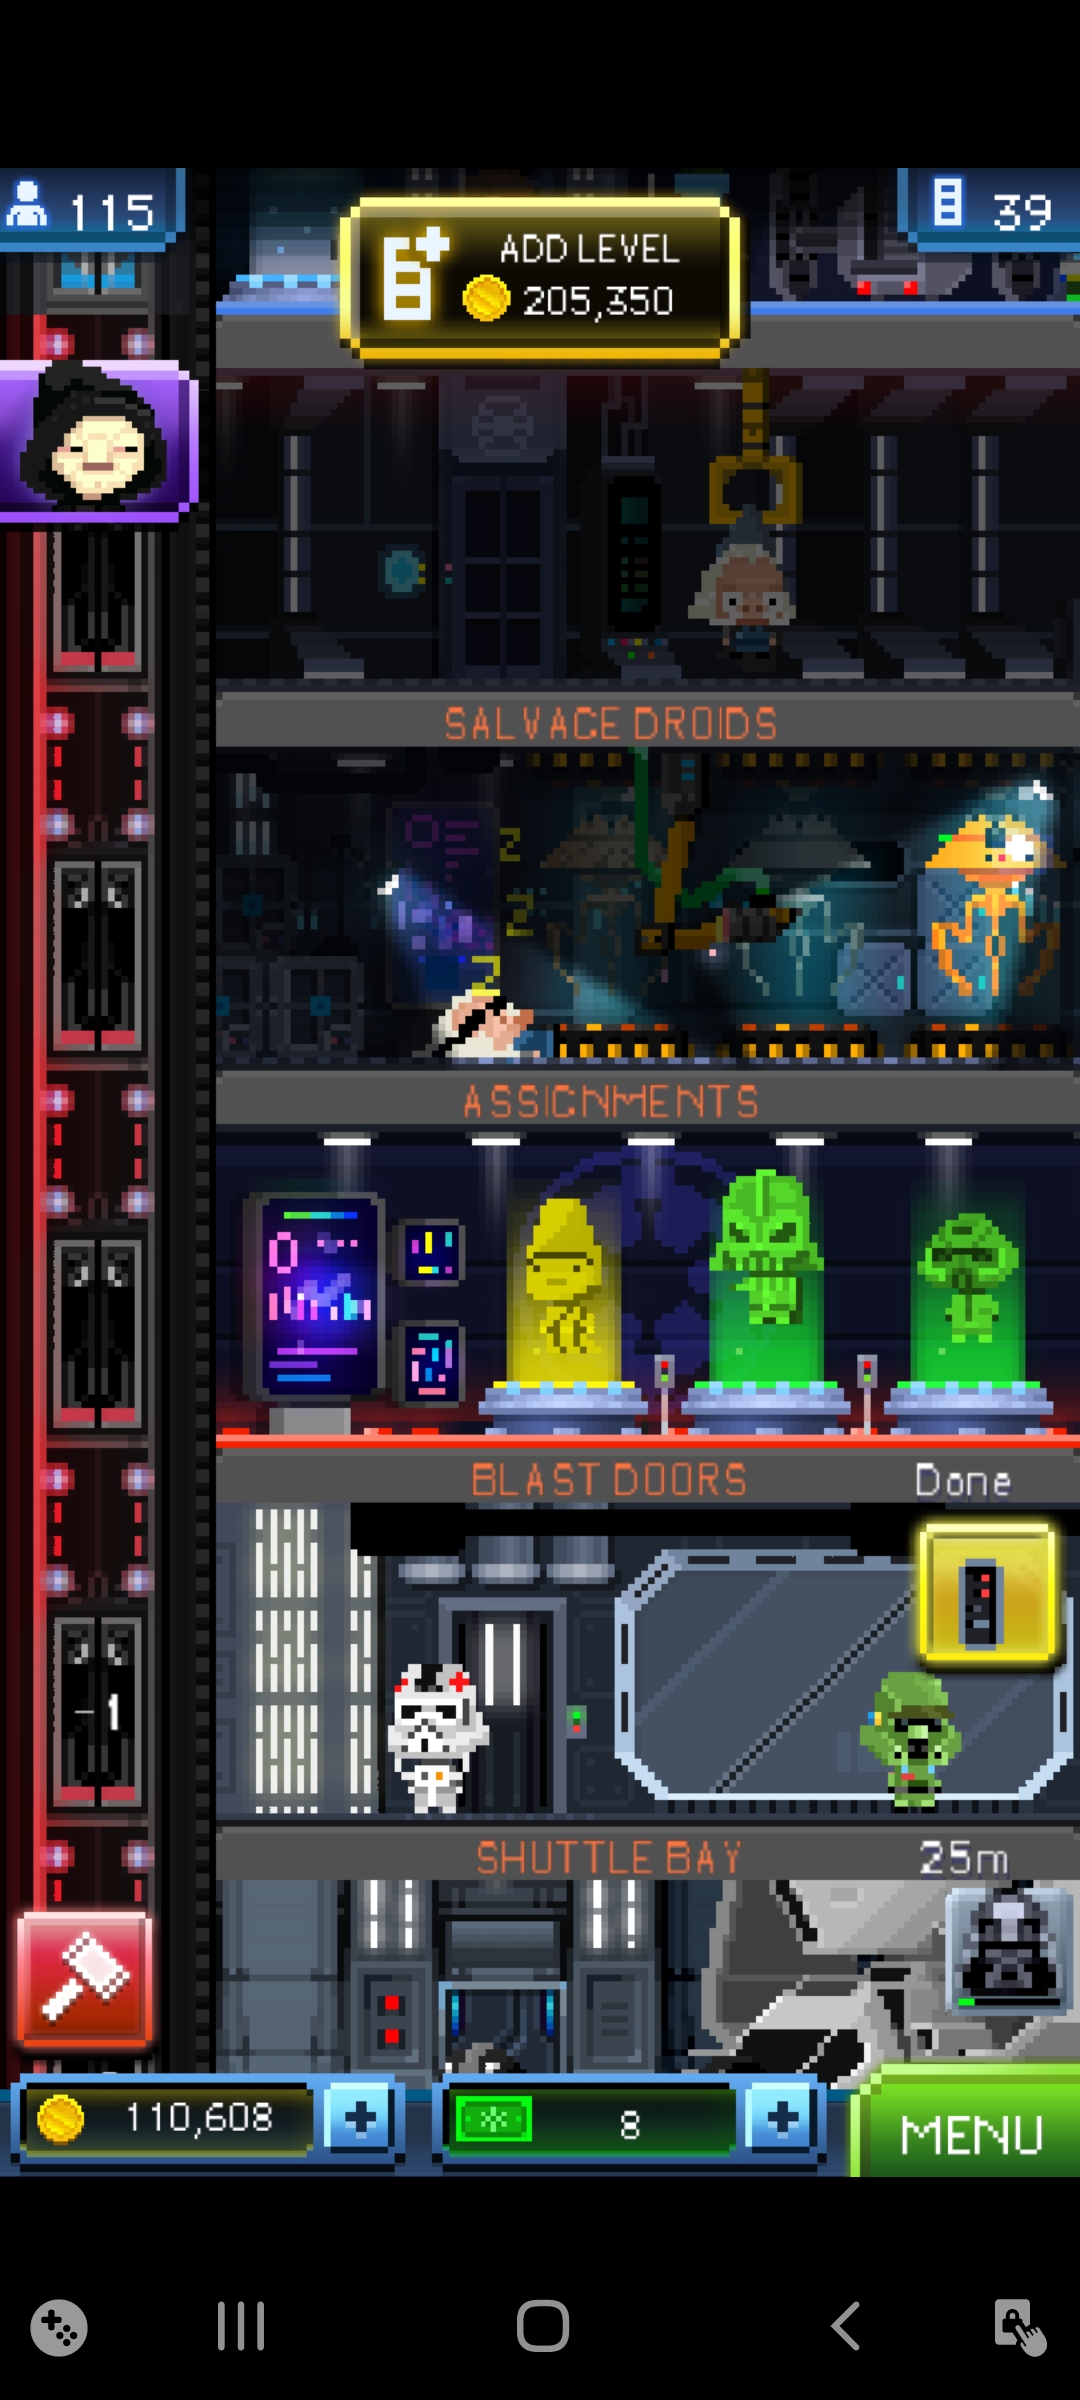 115
39
ADD LEVEL
205,350
SALVAGE DROIDS
Z
Z
Z
ASSIGNMENTS
BLAST DOORS Done
-1
SHUTTLE BAY 25m
110,608
8
MENU